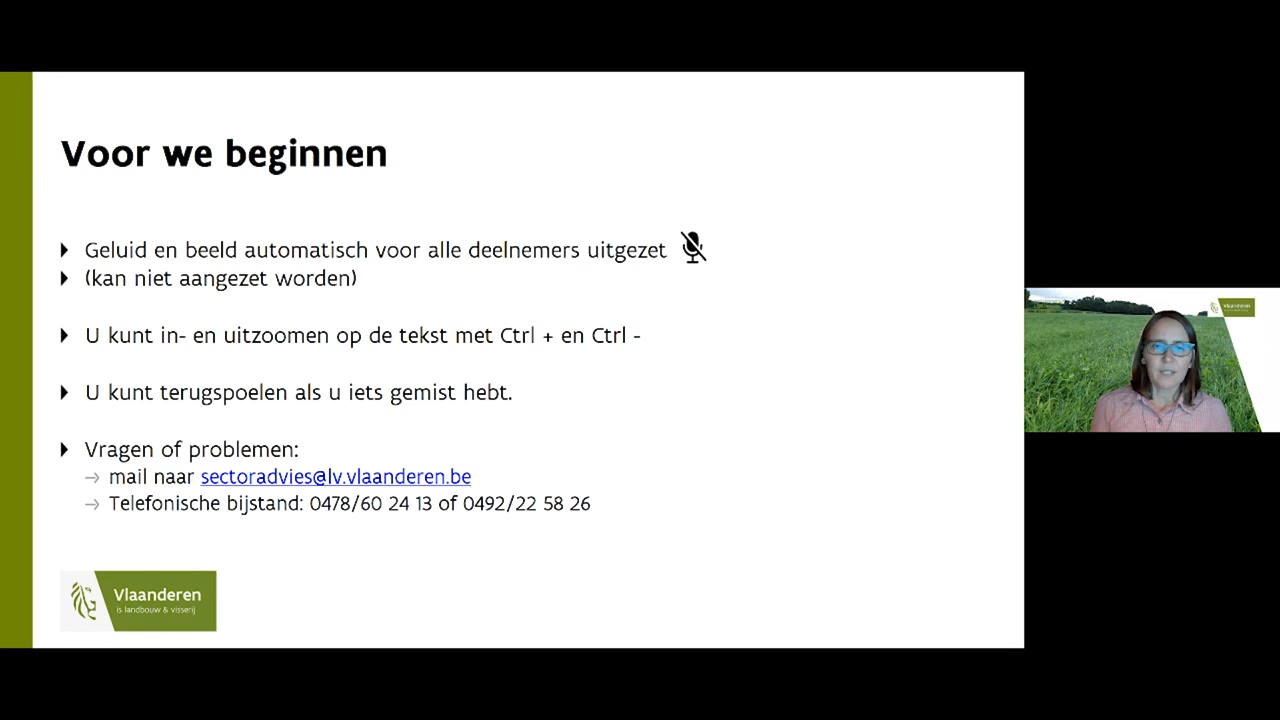 Voor we beginnen
Geluid en beeld automatisch voor alle deelnemers uitgezet
(kan niet aangezet worden)
U kunt in- en uitzoomen op de tekst met Ctrl + en Ctrl -
U kunt terugspoelen als u iets gemist hebt.
Vragen of problemen:
→ mail naar sectoradvies@lv.vlaanderen.be
→ Telefonische bijstand: 0478/60 24 13 of 0492/22 58 26
Vlaanderen
is landbouw & visserij
Vlaanderen